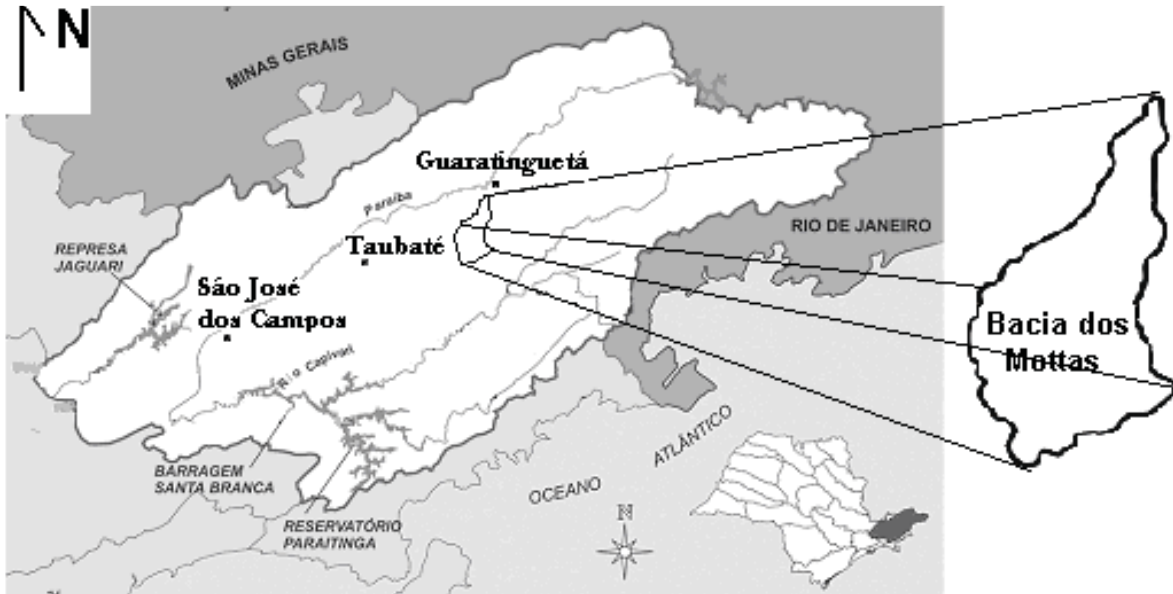 N
MINAS GERAIS
Guaratinguetá
Paraíba
RIO DE JANEIRO
Taubaté
REPRESA
JAGUARI
São José
dos Campos
Bacia dos
Mottas
Rio Capivari
ATLÂNTICO
BARRAGEM
SANTA BRANCA
OCEANO
N
RESERVATÓRIO
PARAITINGA